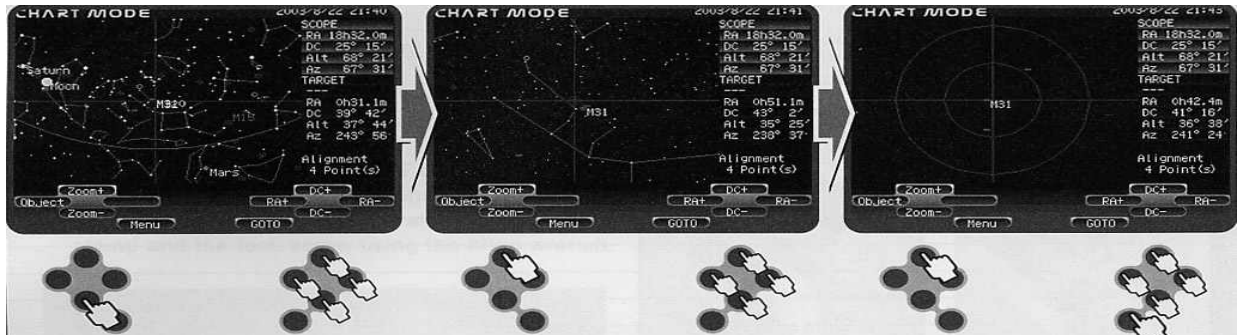 CHART MODE 2003/8/22 21:40
SCOPE
RA 18h32.0m
DC 25° 15′
Alt 68° 21′
Az 67° 31′
TARGET
---
RA 0h31.1m
DC 39° 42′
Alt 37° 44′
Az 243° 56′
Alignment
4 Point(s)
Saturn
Moon
Mars
Zoom+
Object
Zoom-
Menu
DC+
RA+ RA-
DC-
GOTO
CHART MODE 2003/8/22 21:41
SCOPE
RA 18h32.0m
DC 25° 15′
Alt 68° 21′
Az 67° 31′
TARGET
---
RA 0h51.1m
DC 43° 2′
Alt 35° 25′
Az 238° 37′
Alignment
4 Point(s)
M31
Zoom+
Object
Zoom-
Menu
DC+
RA+ RA-
DC-
GOTO
CHART MODE 2003/8/22 21:43
SCOPE
RA 18h32.0m
DC 25° 15′
Alt 68° 21′
Az 67° 31′
TARGET
---
RA 0h42.4m
DC 41° 16′
Alt 36° 38′
Az 241° 24′
Alignment
4 Point(s)
M31
Zoom+
Object
Zoom-
Menu
DC+
RA+ RA-
DC-
GOTO